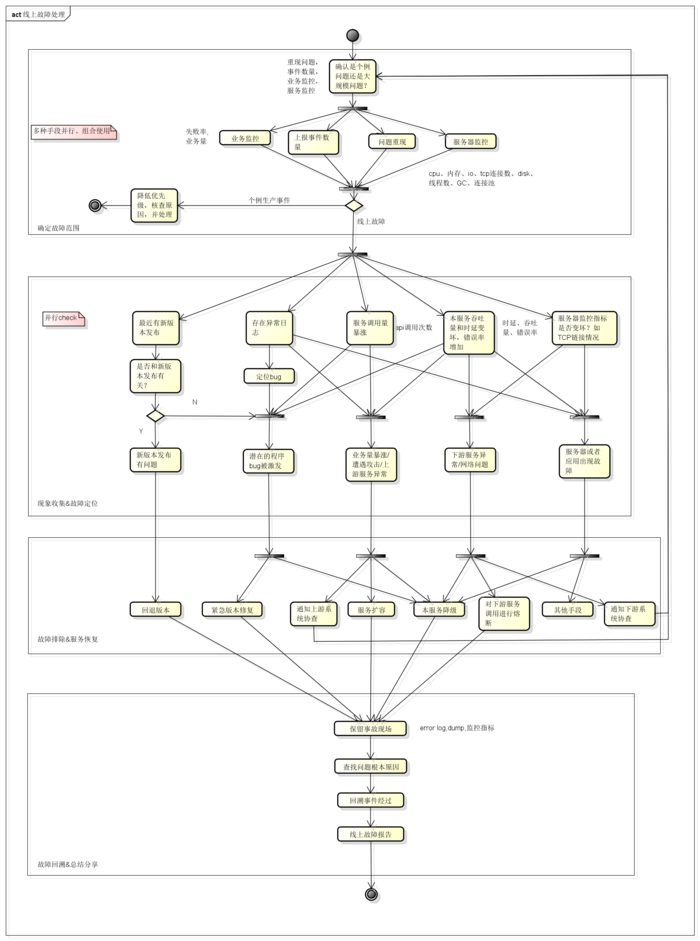 act 线上故障处理
重现问题,
事件数量,
业务监控,
服务监控
确认是个例
问题还是大
规模问题?
多种手段并行、组合使用
失败率,
业务量
业务监控
上报事件数
量
问题重现
服务器监控
cpu、内存、io、tcp连接数、disk、
线程数、GC、连接池
降低优先
级,核查原
因,并处理
个例生产事件
线上故障
确定故障范围
并行check
最近有新版
本发布
存在异常日
志
服务调用量
暴涨
api调用次数
本服务吞吐
量和时延变
坏,错误率
增加
时延、吞吐
量、错误率
服务器监控指标
是否变坏?如
TCP链接情况
是否和新版
本发布有
关?
定位bug
N
Y
新版本发布
有问题
潜在的程序
bug被激发
业务量暴涨/
遭遇攻击/上
游服务异常
下游服务异
常/网络问题
服务器或者
应用出现故
障
现象收集&故障定位
回退版本
紧急版本修复
通知上游系
统协查
服务扩容
本服务降级
对下游服务
调用进行熔
断
其他手段
通知下游系
统协查
故障排除&服务恢复
保留事故现场
error log,dump,监控指标
查找问题根本原因
回溯事件经过
线上故障报告
故障回溯&总结分享